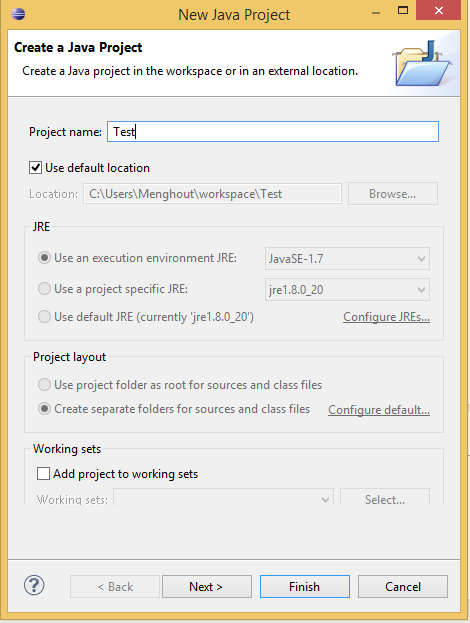 New Java Project
Create a Java Project
Create a Java project in the workspace or in an external location.
Project name: Test
Use default location
Location: C:\Users\Menghout\workspace\Test Browse...
JRE
Use an execution environment JRE: JavaSE-1.7
Use a project specific JRE: jre1.8.0_20
Use default JRE (currently 'jre1.8.0_20') Configure JREs...
Project layout
Use project folder as root for sources and class files
Create separate folders for sources and class files Configure default...
Working sets
Add project to working sets
Working sets: Select...
? < Back Next > Finish Cancel